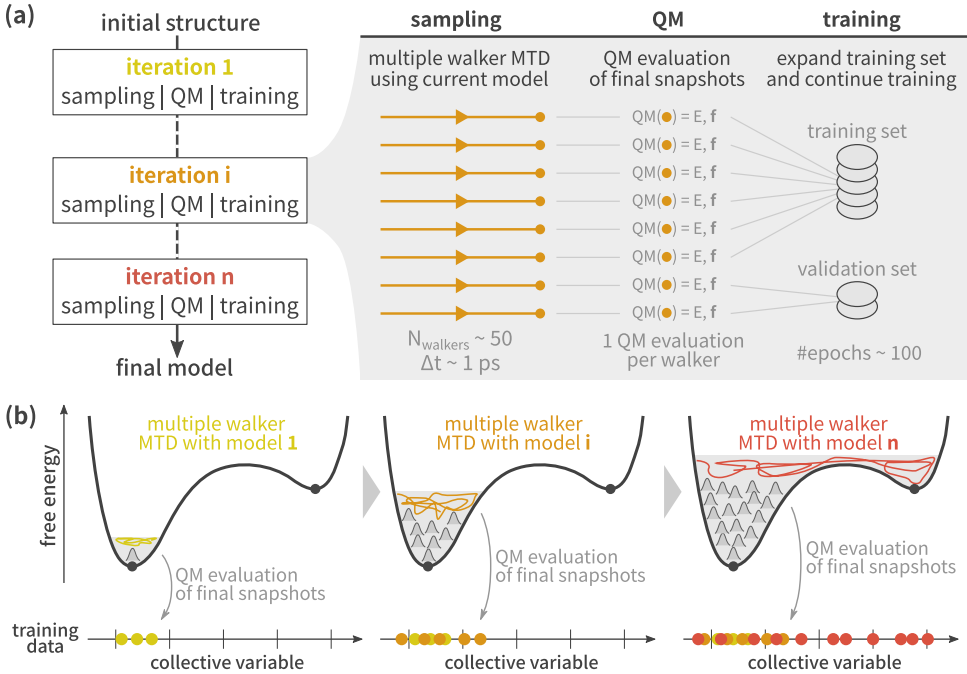 (a)
initial structure
iteration 1
sampling | QM | training
iteration i
sampling | QM | training
iteration n
sampling | QM | training
final model
sampling
QM
training
multiple walker MTD
using current model
QM evaluation
of final snapshots
expand training set
and continue training
QM(●) = E, f
QM(●) = E, f
QM(●) = E, f
QM(●) = E, f
QM(●) = E, f
QM(●) = E, f
QM(●) = E, f
QM(●) = E, f
training set
validation set
Nwalkers ~ 50
Δt ~ 1 ps
1 QM evaluation
per walker
#epochs ~ 100
(b)
free energy
multiple walker
MTD with model 1
QM evaluation
of final snapshots
multiple walker
MTD with model i
QM evaluation
of final snapshots
multiple walker
MTD with model n
QM evaluation
of final snapshots
training
data
collective variable
collective variable
collective variable